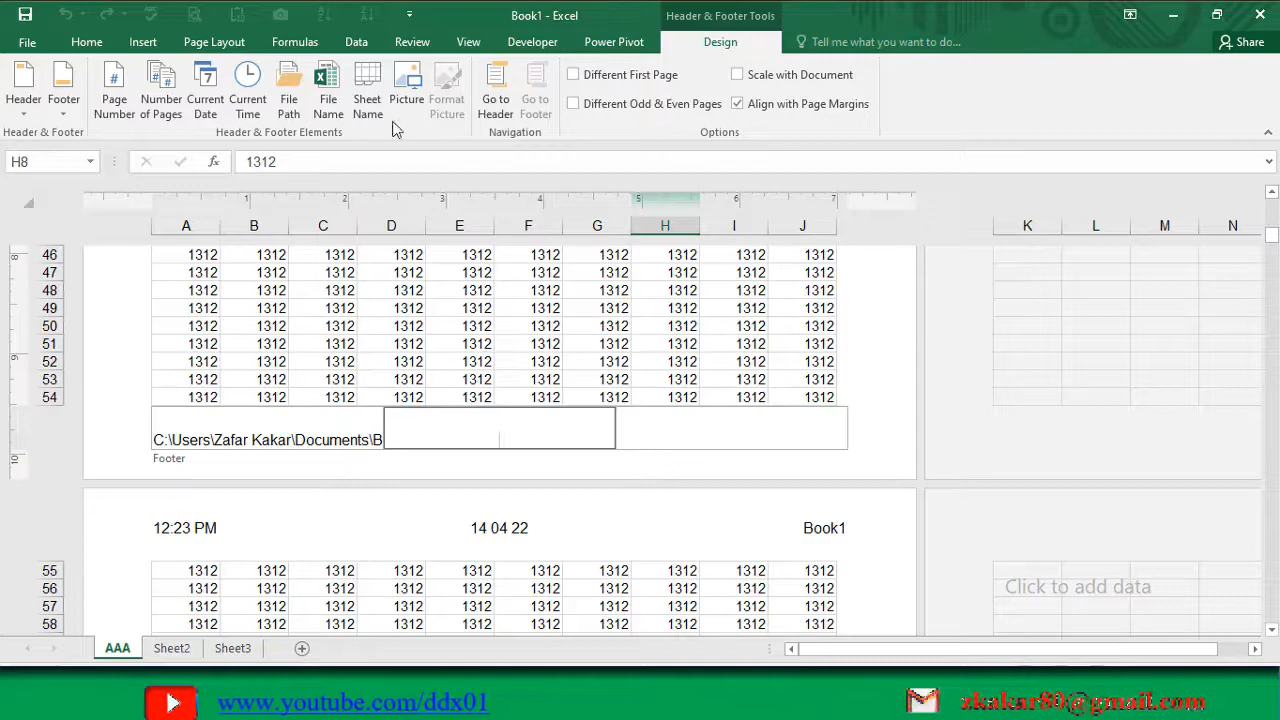 Book1 - Excel
Header & Footer Tools
Share
File Home Insert Page Layout Formulas Data Review View Developer Power Pivot Design Tell me what you want to do...
Header Footer Page Number Number of Pages Current Date Current Time File Path File Name Sheet Name Picture Format Picture Go to Header Go to Footer
Different First Page Scale with Document
Different Odd & Even Pages Align with Page Margins
Header & Footer Header & Footer Elements Navigation Options
H8 fx 1312
1 2 3 4 5 6 7
A B C D E F G H I J K L M N
46 1312 1312 1312 1312 1312 1312 1312 1312 1312 1312
47 1312 1312 1312 1312 1312 1312 1312 1312 1312 1312
48 1312 1312 1312 1312 1312 1312 1312 1312 1312 1312
49 1312 1312 1312 1312 1312 1312 1312 1312 1312 1312
50 1312 1312 1312 1312 1312 1312 1312 1312 1312 1312
51 1312 1312 1312 1312 1312 1312 1312 1312 1312 1312
52 1312 1312 1312 1312 1312 1312 1312 1312 1312 1312
53 1312 1312 1312 1312 1312 1312 1312 1312 1312 1312
54 1312 1312 1312 1312 1312 1312 1312 1312 1312 1312
8
9
10
C:\Users\Zafar Kakar\Documents\B
Footer
12:23 PM 14 04 22 Book1
55 1312 1312 1312 1312 1312 1312 1312 1312 1312 1312
56 1312 1312 1312 1312 1312 1312 1312 1312 1312 1312
57 1312 1312 1312 1312 1312 1312 1312 1312 1312 1312
58 1312 1312 1312 1312 1312 1312 1312 1312 1312 1312
Click to add data
AAA Sheet2 Sheet3
www.youtube.com/ddx01 zkakar80@gmail.com